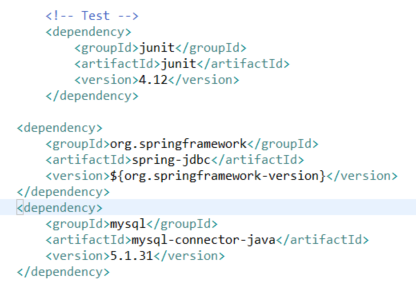 <!-- Test -->
<dependency>
<groupId>junit</groupId>
<artifactId>junit</artifactId>
<version>4.12</version>
</dependency>
<dependency>
<groupId>org.springframework</groupId>
<artifactId>spring-jdbc</artifactId>
<version>${org.springframework-version}</version>
</dependency>
<dependency>
<groupId>mysql</groupId>
<artifactId>mysql-connector-java</artifactId>
<version>5.1.31</version>
</dependency>